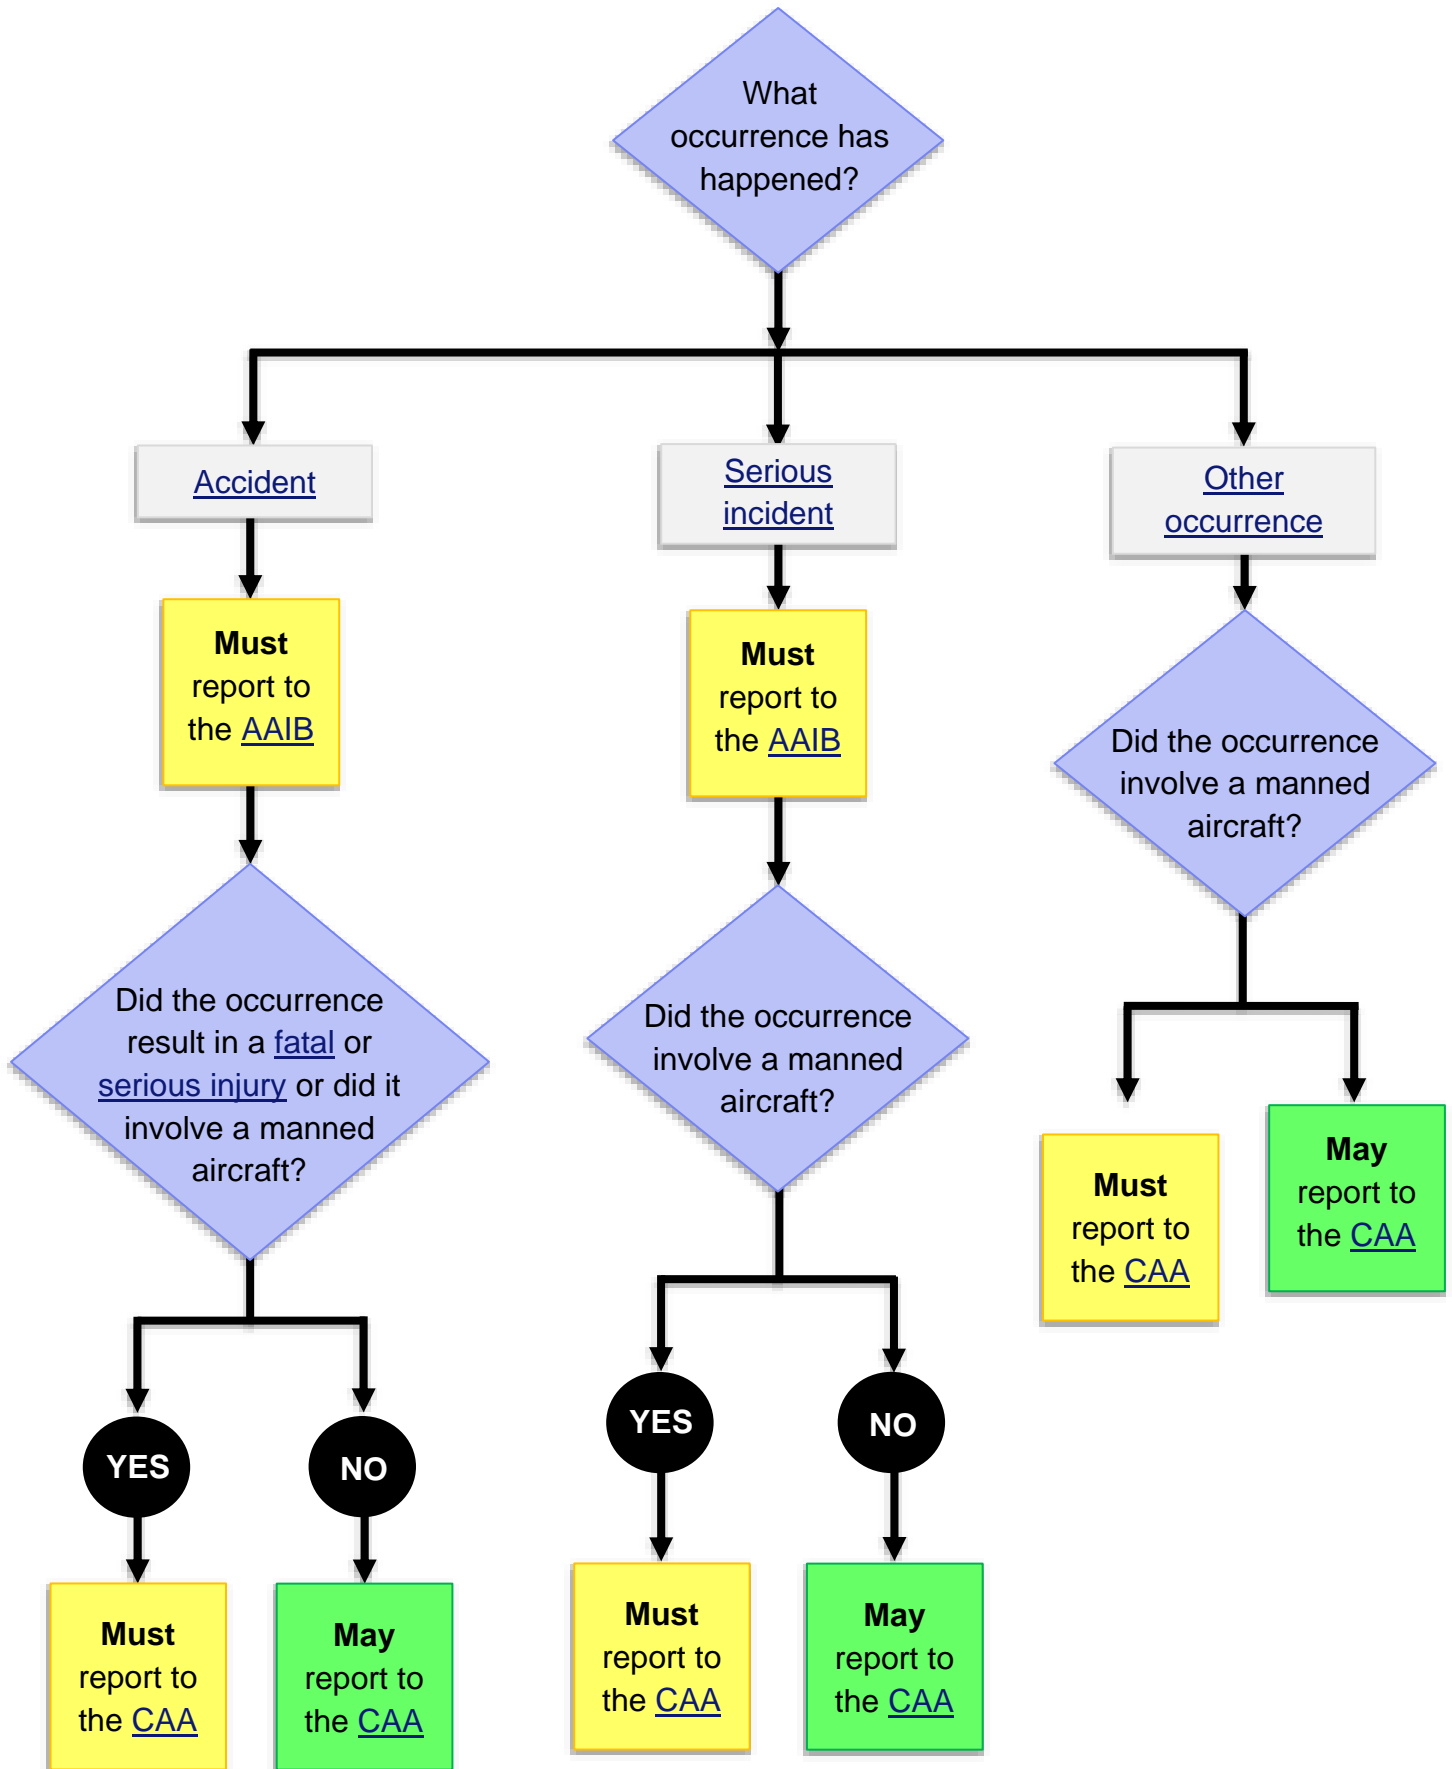 What
occurrence has
happened?
Accident
Serious
incident
Other
occurrence
Must
report to
the AAIB
Must
report to
the AAIB
Did the occurrence
involve a manned
aircraft?
Did the occurrence
result in a fatal or
serious injury or did it
involve a manned
aircraft?
Did the occurrence
involve a manned
aircraft?
Must
report to
the CAA
May
report to
the CAA
YES
NO
YES
NO
Must
report to
the CAA
May
report to
the CAA
Must
report to
the CAA
May
report to
the CAA